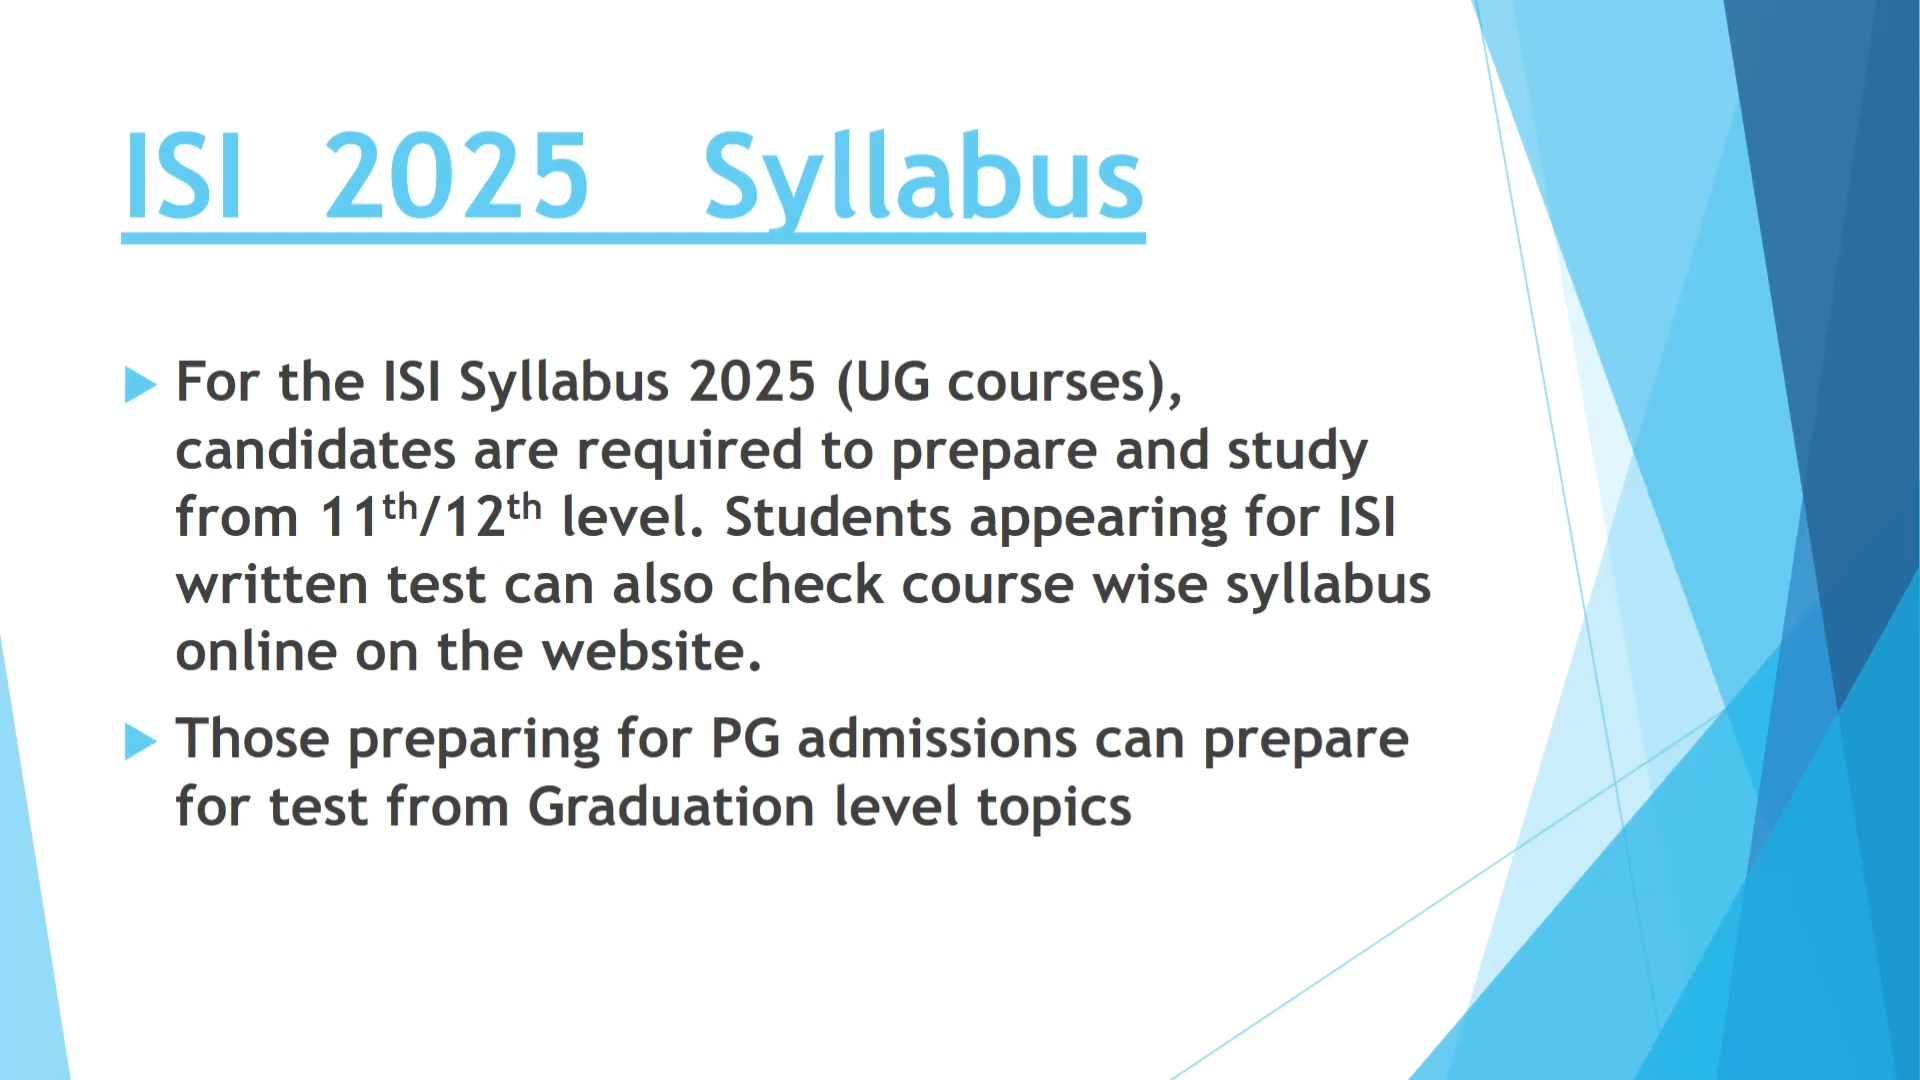 ISI 2025 Syllabus
For the ISI Syllabus 2025 (UG courses),
candidates are required to prepare and study
from 11th/12th level. Students appearing for ISI
written test can also check course wise syllabus
online on the website.
Those preparing for PG admissions can prepare
for test from Graduation level topics